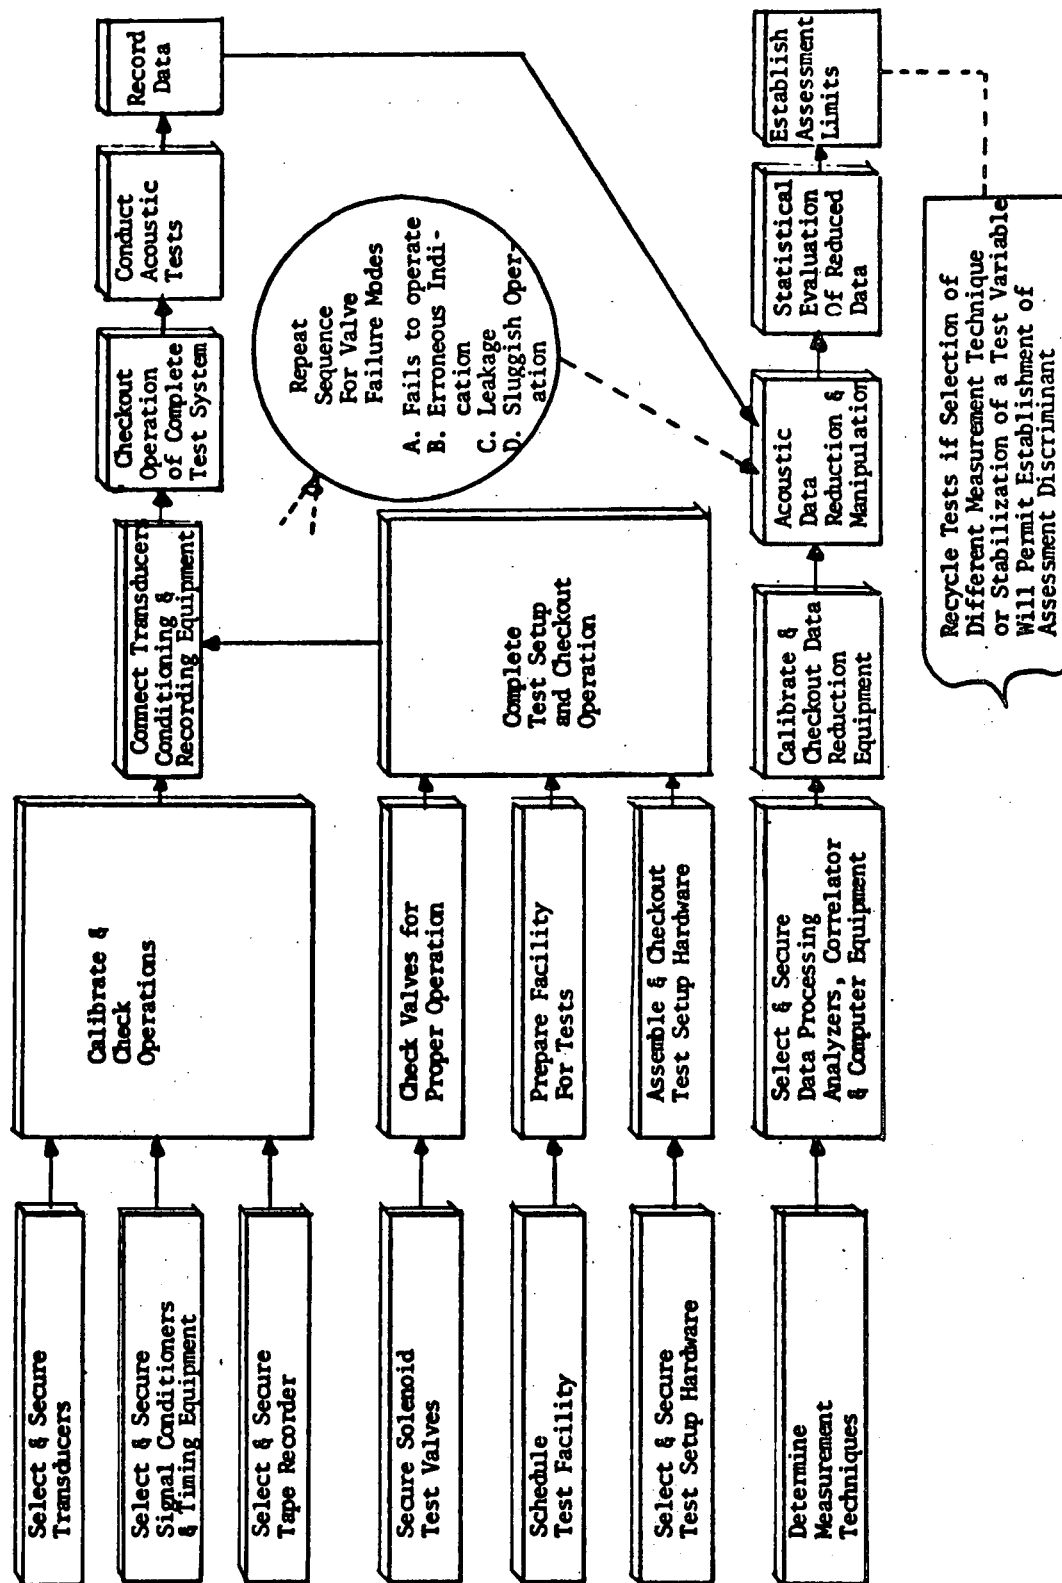 Select & Secure
Transducers
Select & Secure
Signal Conditioners
& Timing Equipment
Select & Secure
Tape Recorder
Calibrate &
Check
Operations
Connect Transducers
Conditioning &
Recording Equipment
Checkout
Operation
of Complete
Test System
Conduct
Acoustic
Tests
Record
Data
Secure Solenoid
Test Valves
Check Valves for
Proper Operation
Schedule
Test Facility
Prepare Facility
For Tests
Select & Secure
Test Setup Hardware
Assemble & Checkout
Test Setup Hardware
Complete
Test Setup
and Checkout
Operation
Repeat
Sequence
For Valve
Failure Modes
A. Fails to operate
B. Erroneous Indi-
cation
C. Leakage
D. Sluggish Oper-
ation
Determine
Measurement
Techniques
Select & Secure
Data Processing
Analyzers, Correlator
& Computer Equipment
Calibrate &
Checkout Data
Reduction
Equipment
Acoustic
Data
Reduction &
Manipulation
Statistical
Evaluation
Of Reduced
Data
Establish
Assessment
Limits
Recycle Tests if Selection of
Different Measurement Technique
or Stabilization of a Test Variable
Will Permit Establishment of
Assessment Discriminant